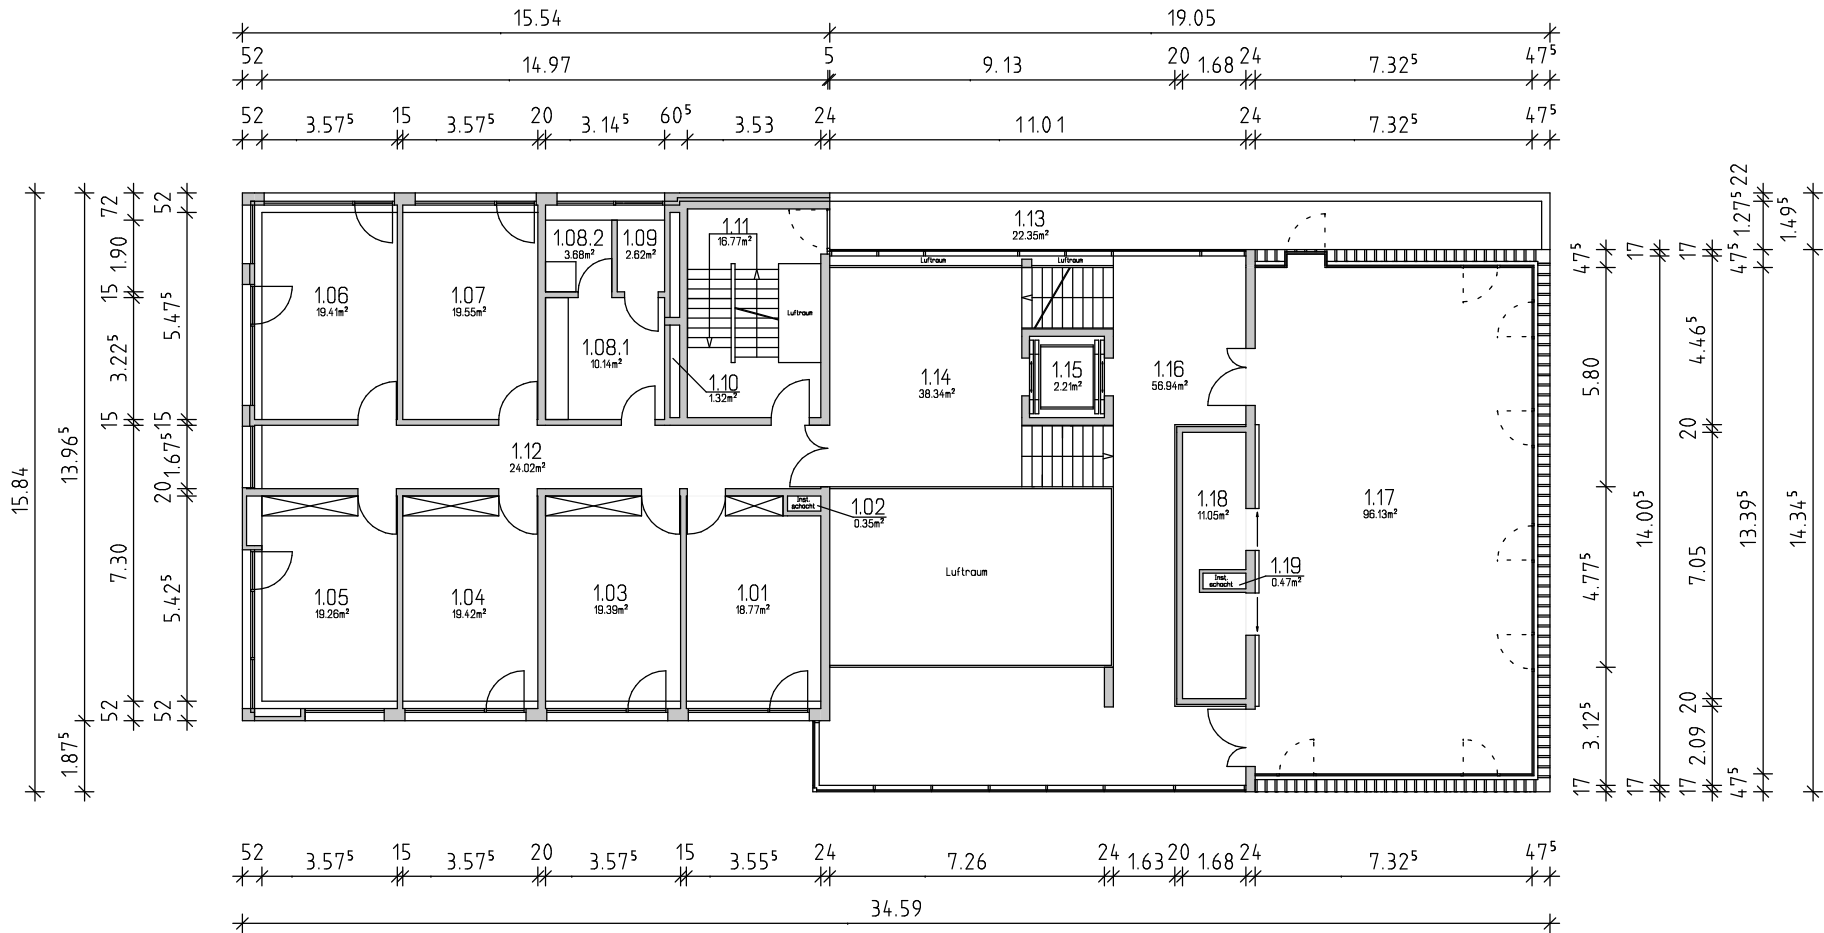 15.54 19.05
52 14.97 5 9.13 20 1.68 24 7.32⁵ 47⁵
52 3.57⁵ 15 3.57⁵ 20 3.14⁵ 60⁵ 3.53 24 11.01 24 7.32⁵ 47⁵
15.84
13.96⁵ 1.87⁵
72 1.90 15 3.22⁵ 15 7.30 52
52 5.47⁵ 15 1.67⁵ 20 5.42⁵ 52
1.06
19.41m²
1.07
19.55m²
1.08.2
3.68m²
1.09
2.62m²
1.08.1
10.14m²
1.10
1.32m²
1.11
16.77m²
Luftraum
1.12
24.02m²
1.13
22.35m²
Luftraum
Luftraum
1.14
38.34m²
1.15
2.21m²
1.16
56.94m²
1.17
96.13m²
1.18
11.05m²
Inst.
schacht
1.19
0.47m²
Inst.
schacht
1.02
0.35m²
Luftraum
1.05
19.26m²
1.04
19.42m²
1.03
19.39m²
1.01
18.77m²
47⁵ 5.80 4.77⁵ 3.12⁵ 17
17 14.00⁵ 17
17 4.46⁵ 20 7.05 20 2.09 17
22 1.27⁵ 47⁵ 13.39⁵ 47⁵
1.49⁵ 14.34⁵
52 3.57⁵ 15 3.57⁵ 20 3.57⁵ 15 3.55⁵ 24 7.26 24 1.63 20 1.68 24 7.32⁵ 47⁵
34.59